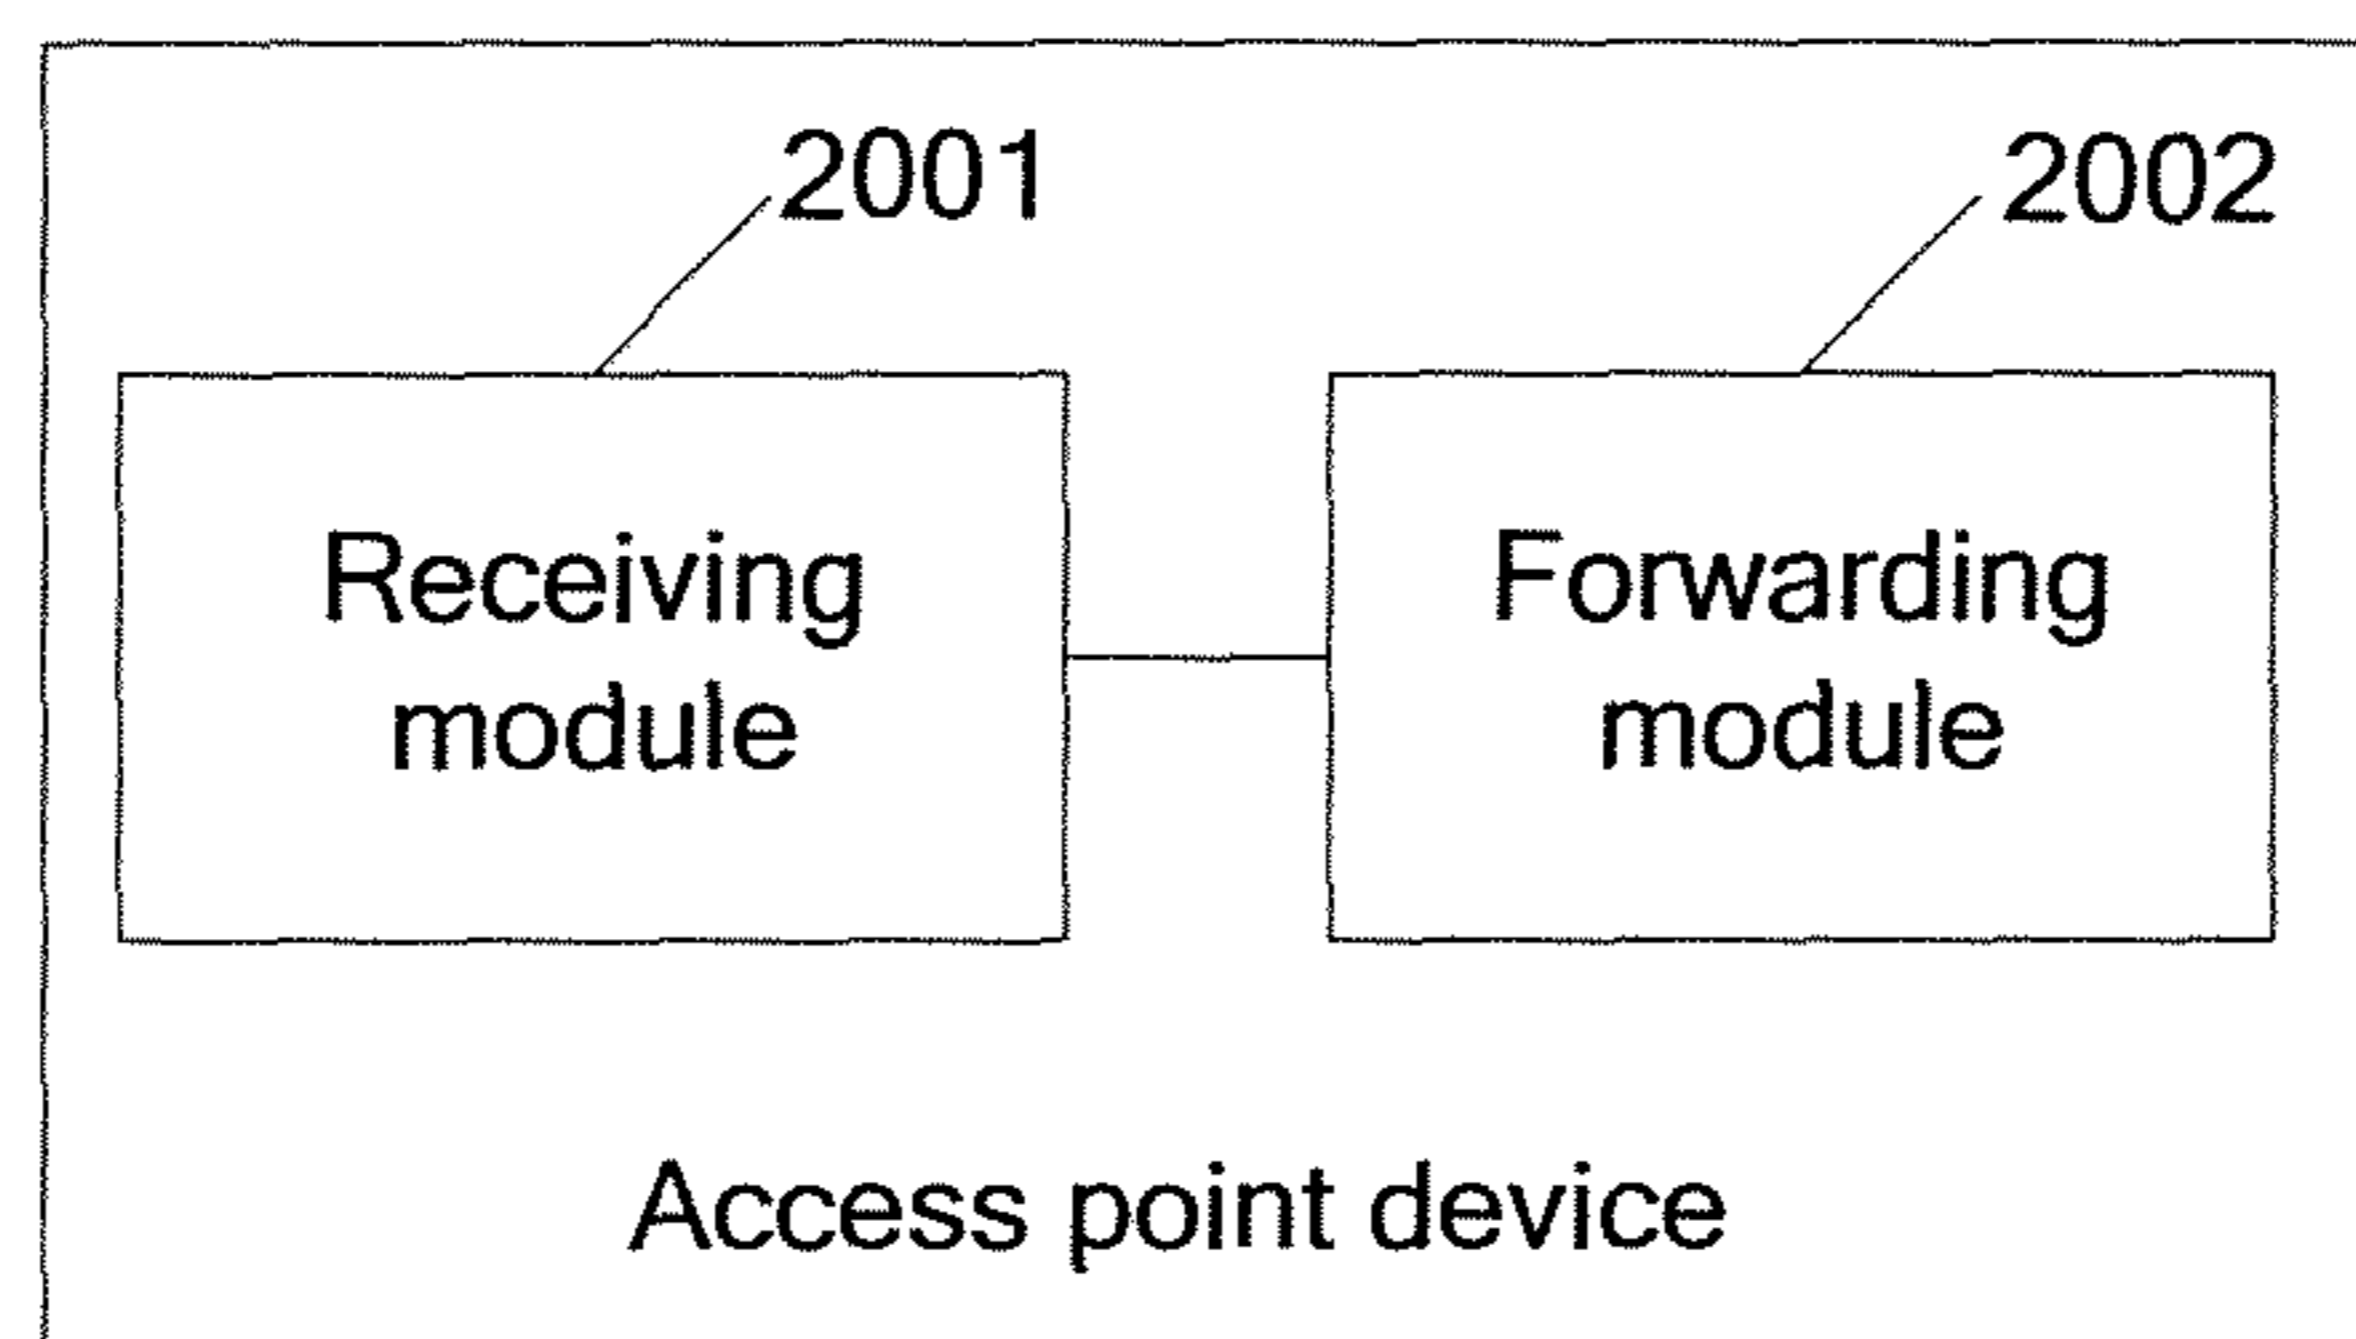 2001
2002
Receiving
module
Forwarding
module
Access point device